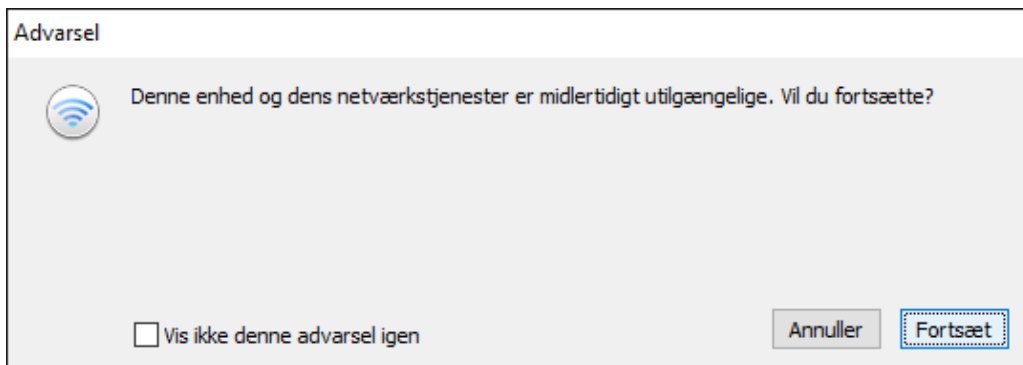 Advarsel
Denne enhed og dens netværkstjenester er midlertidigt utilgængelige. Vil du fortsætte?
Vis ikke denne advarsel igen
Annuller
Fortsæt